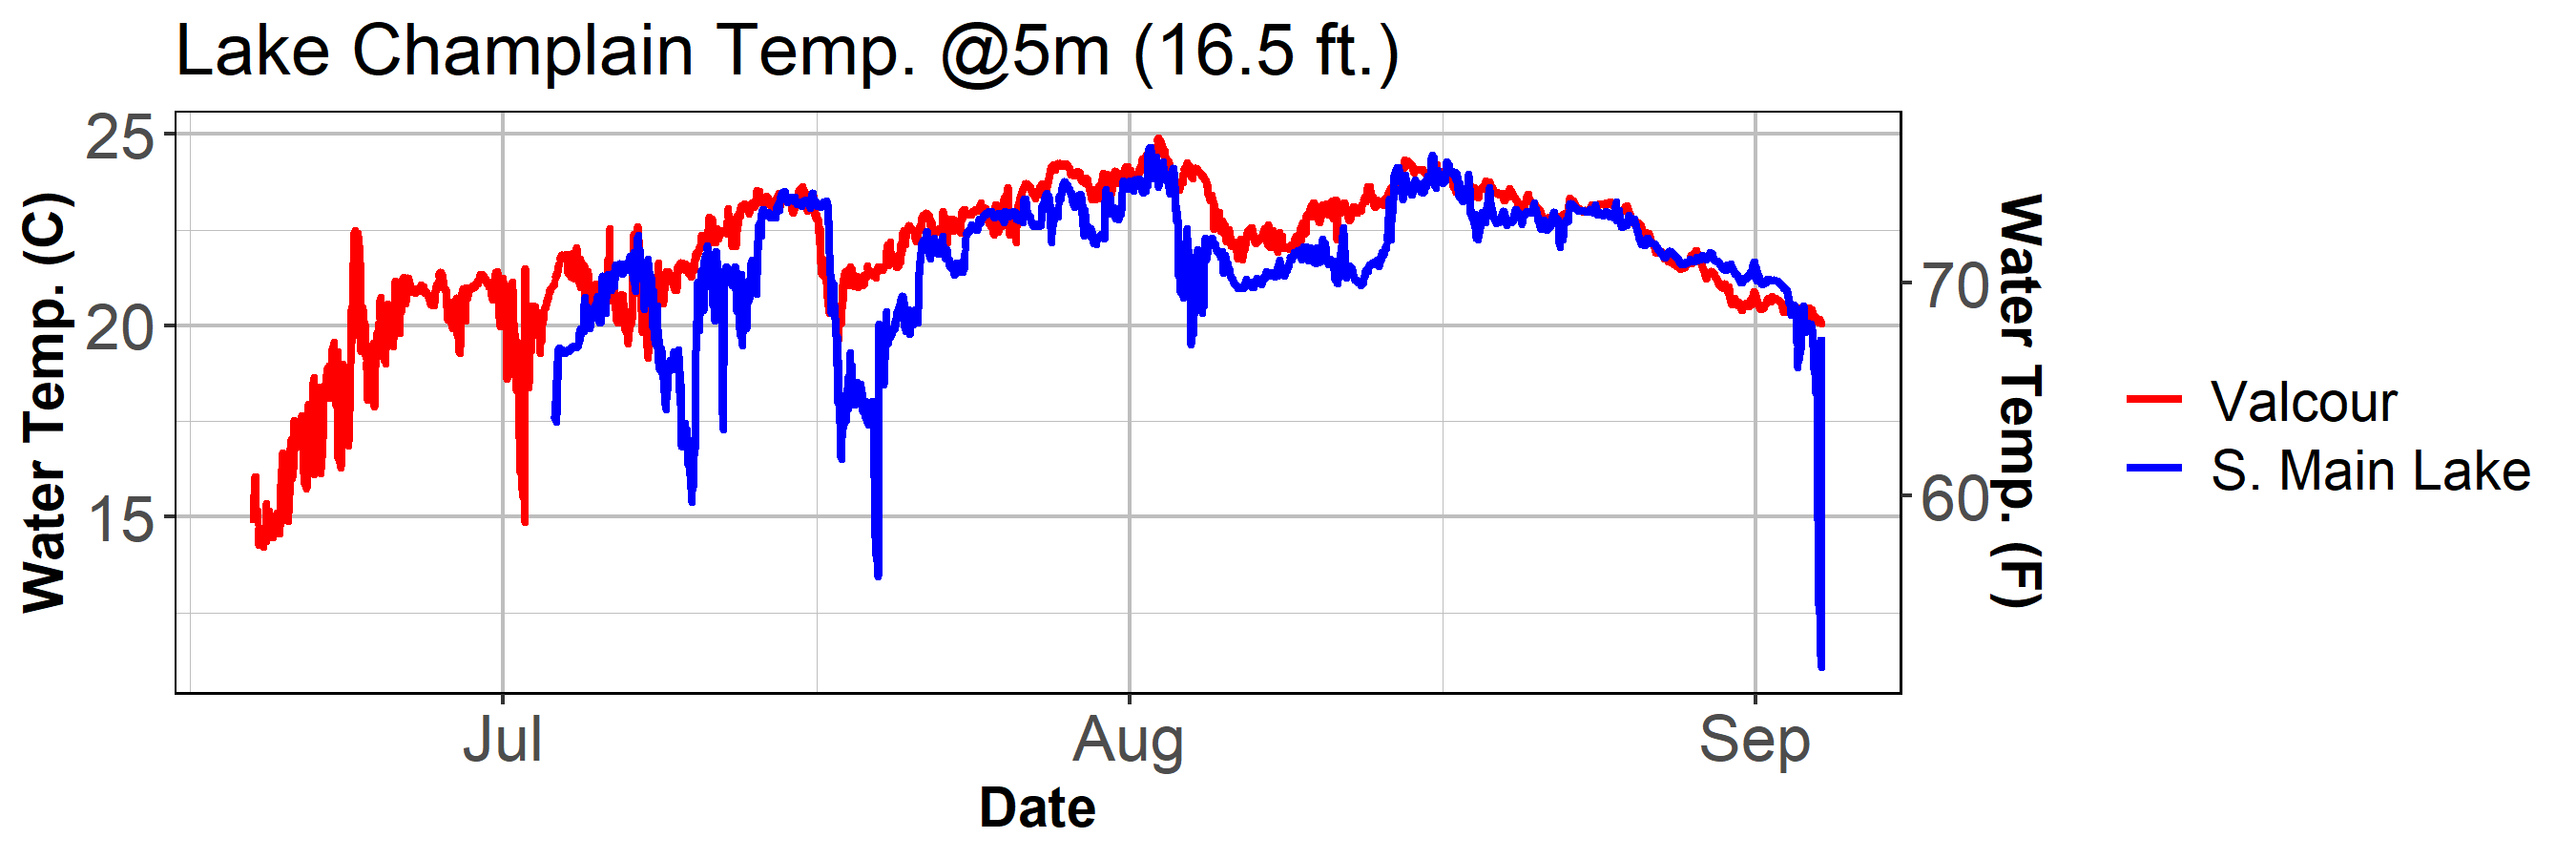 Lake Champlain Temp. @5m (16.5 ft.)
25
20
15
Water Temp. (C)
70
60
Water Temp. (F)
Jul
Aug
Sep
Date
Valcour
S. Main Lake